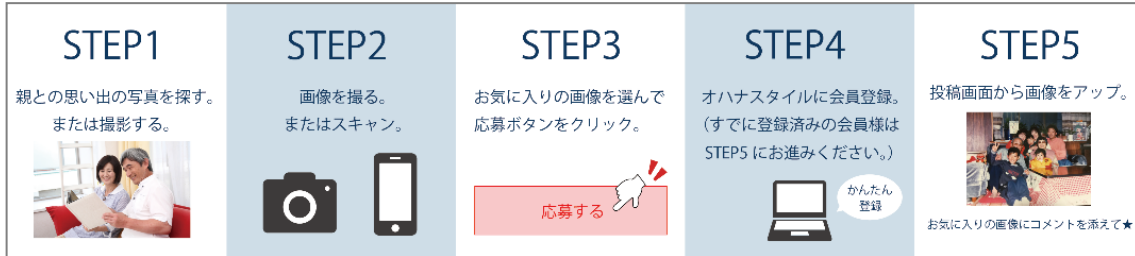 STEP1
親との思い出の写真を探す。
または撮影する。
STEP2
画像を撮る。
またはスキャン。
STEP3
お気に入りの画像を選んで
応募ボタンをクリック。
応募する
STEP4
オハナスタイルに会員登録。
（すでに登録済みの会員様は
STEP5 にお進みください。）
かんたん
登録
STEP5
投稿画面から画像をアップ。
お気に入りの画像にコメントを添えて★